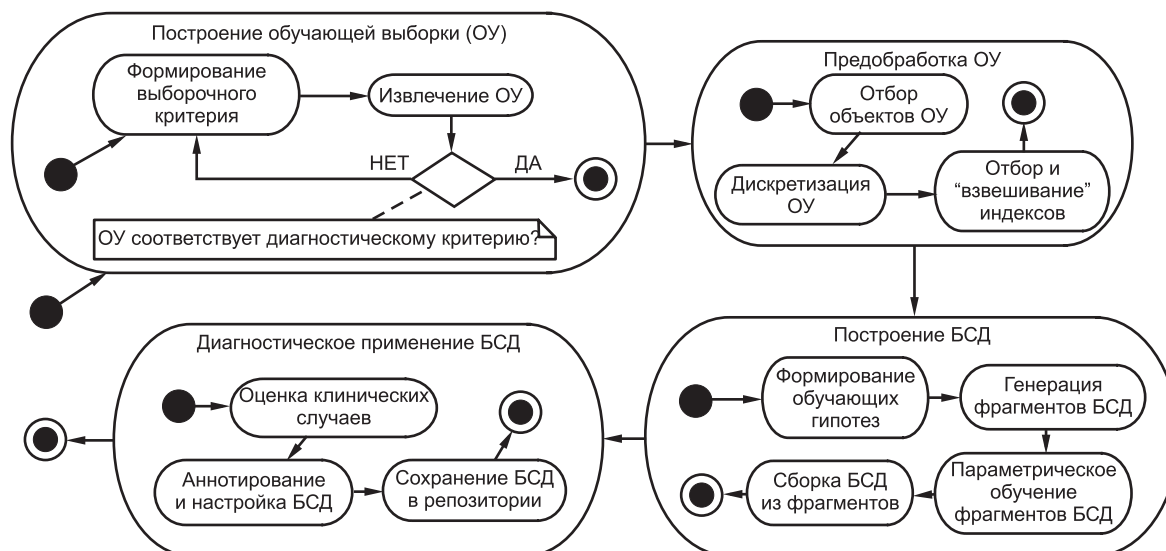 Построение обучающей выборки (ОУ)
Формирование
выборочного
критерия
Извлечение ОУ
НЕТ
ДА
ОУ соответствует диагностическому критерию?
Предобработка ОУ
Отбор
объектов ОУ
Дискретизация
ОУ
Отбор и
“взвешивание”
индексов
Построение БСД
Формирование
обучающих
гипотез
Генерация
фрагментов БСД
Параметрическое
обучение
фрагментов БСД
Сборка БСД
из фрагментов
Диагностическое применение БСД
Оценка клинических
случаев
Аннотирование
и настройка БСД
Сохранение БСД
в репозитории